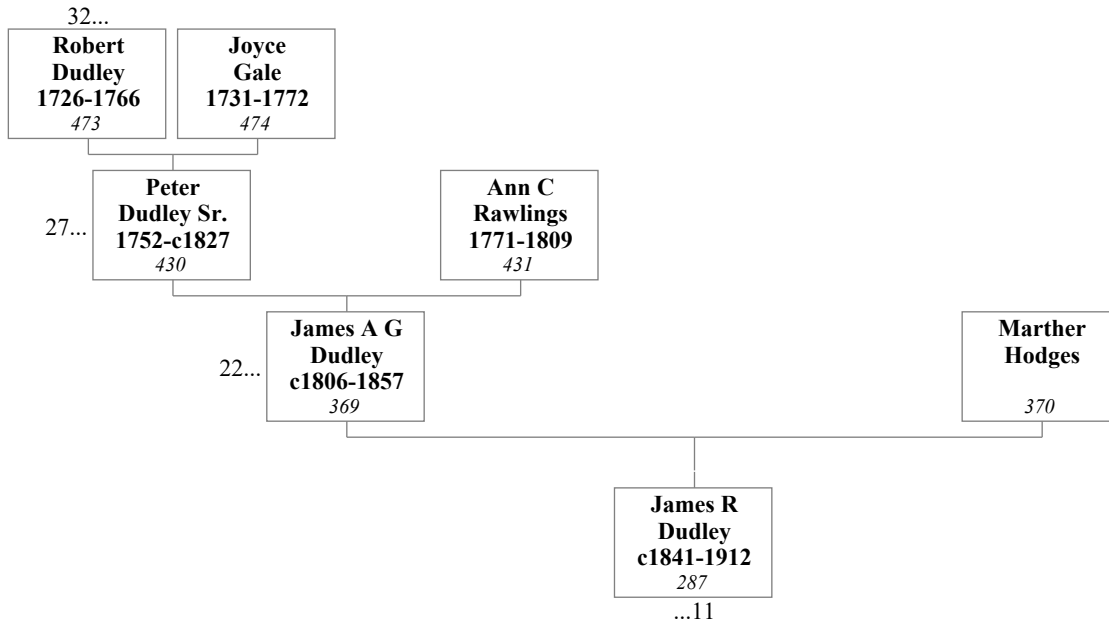 32...
Robert
Dudley
1726-1766
473
Joyce
Gale
1731-1772
474
27...
Peter
Dudley Sr.
1752-c1827
430
Ann C
Rawlings
1771-1809
431
22...
James A G
Dudley
c1806-1857
369
Marther
Hodges
370
James R
Dudley
c1841-1912
287
...11